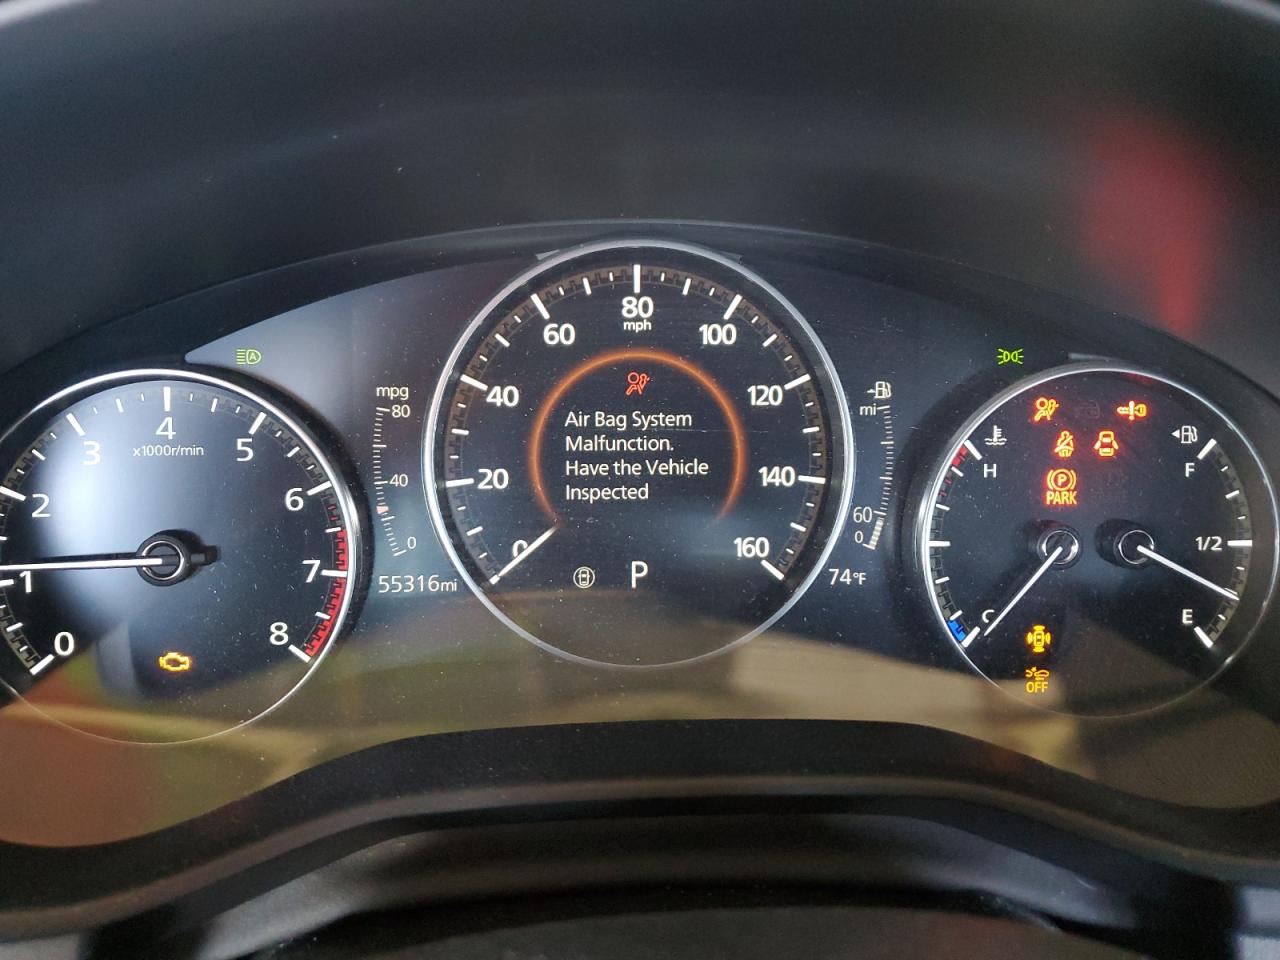 80
mph
60
100
40
120
20
140
0
160
Air Bag System
Malfunction.
Have the Vehicle
Inspected
P
4
x1000r/min
3
5
2
6
1
7
0
8
A
mpg
80
40
0
55316mi
mi
60
0
74°F
H
C
F
1/2
E
P
PARK
OFF